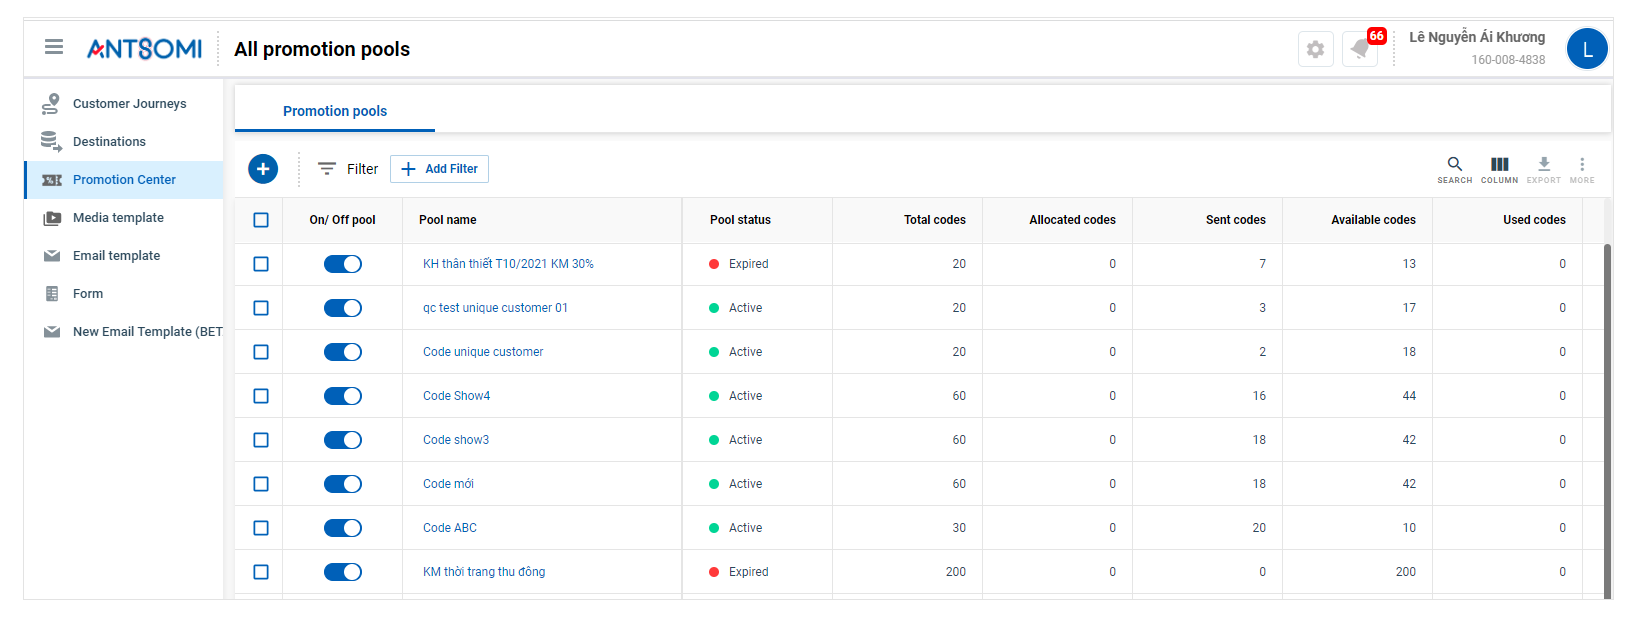 ANTSOMI
All promotion pools
66
Lê Nguyễn Ái Khương
160-008-4838
L
Customer Journeys
Destinations
Promotion Center
Media template
Email template
Form
New Email Template (BET
Promotion pools
Filter
Add Filter
SEARCH COLUMN EXPORT MORE
On/ Off pool Pool name Pool status Total codes Allocated codes Sent codes Available codes Used codes
KH thân thiết T10/2021 KM 30% Expired 20 0 7 13 0
qc test unique customer 01 Active 20 0 3 17 0
Code unique customer Active 20 0 2 18 0
Code Show4 Active 60 0 16 44 0
Code show3 Active 60 0 18 42 0
Code mới Active 60 0 18 42 0
Code ABC Active 30 0 20 10 0
KM thời trang thu đông Expired 200 0 0 200 0